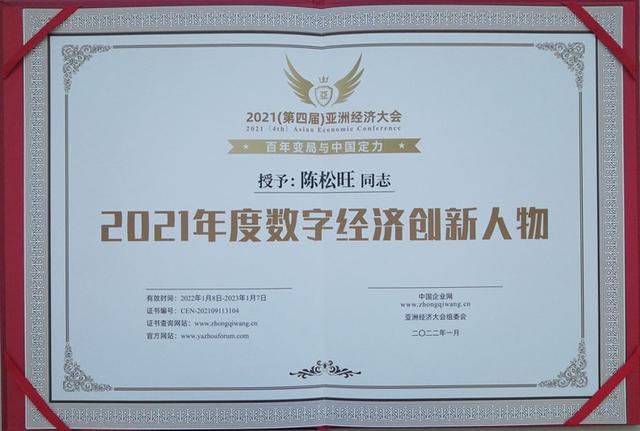 亚
2021(第四届)亚洲经济大会
2021 (4th) Asian Economic Conference
百年变局与中国定力
授予:陈松旺 同志
2021年度数字经济创新人物
有效时间:2022年1月8日-2023年1月7日
证书编号:CEN-202109113104
证书查询网站:www.zhongqiwang.cn
官方网站:www.yazhouforum.com
中国企业网
www.zhongqiwang.cn
亚洲经济大会组委会
二〇二二年一月